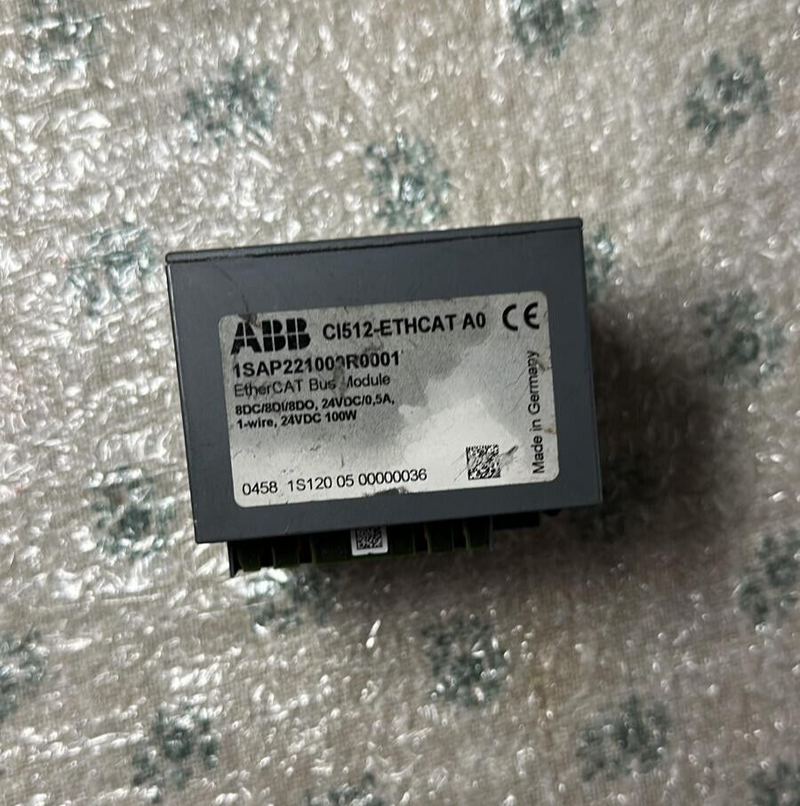 ABB CI512-ETHCAT A0 CE
EtherCAT Bus Module
8DC/8DI/8DO, 24VDC/0,5A,
1-wire, 24VDC 100W
Made in Germany
0458 1S120 05 00000036